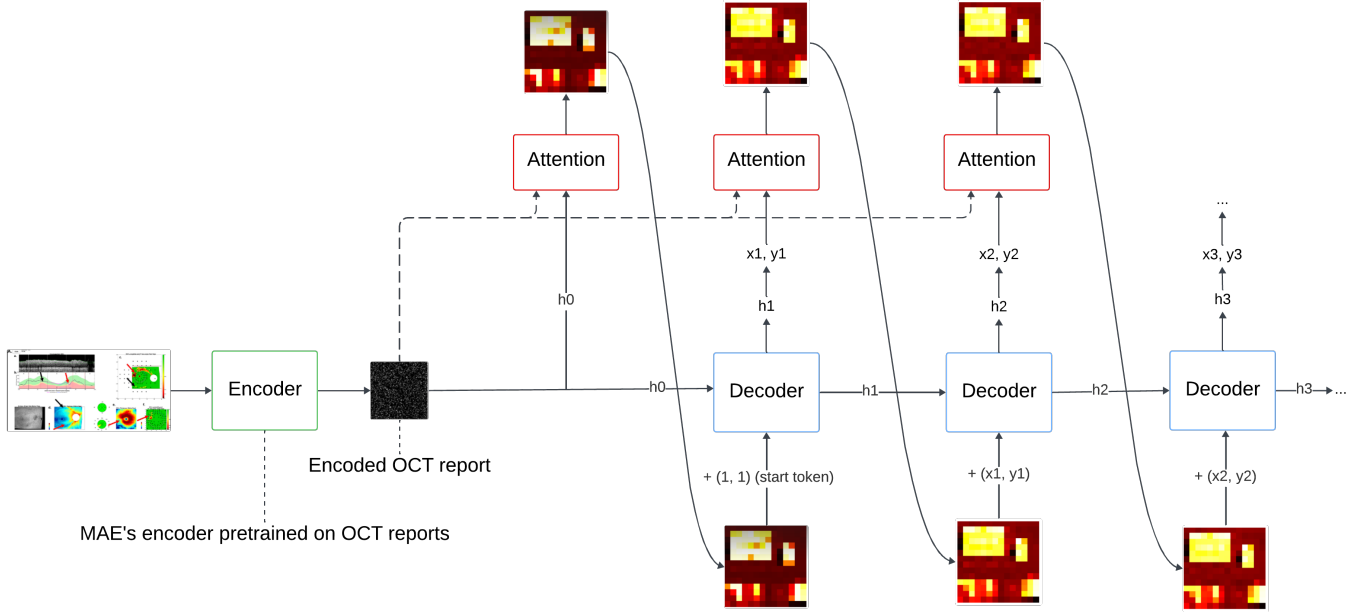 Attention
Attention
Attention
...
x1, y1
x2, y2
x3, y3
h0
h1
h2
h3
Encoder
h0
Decoder
h1
Decoder
h2
Decoder
h3
...
Encoded OCT report
+ (1, 1) (start token)
+ (x1, y1)
+ (x2, y2)
MAE's encoder pretrained on OCT reports